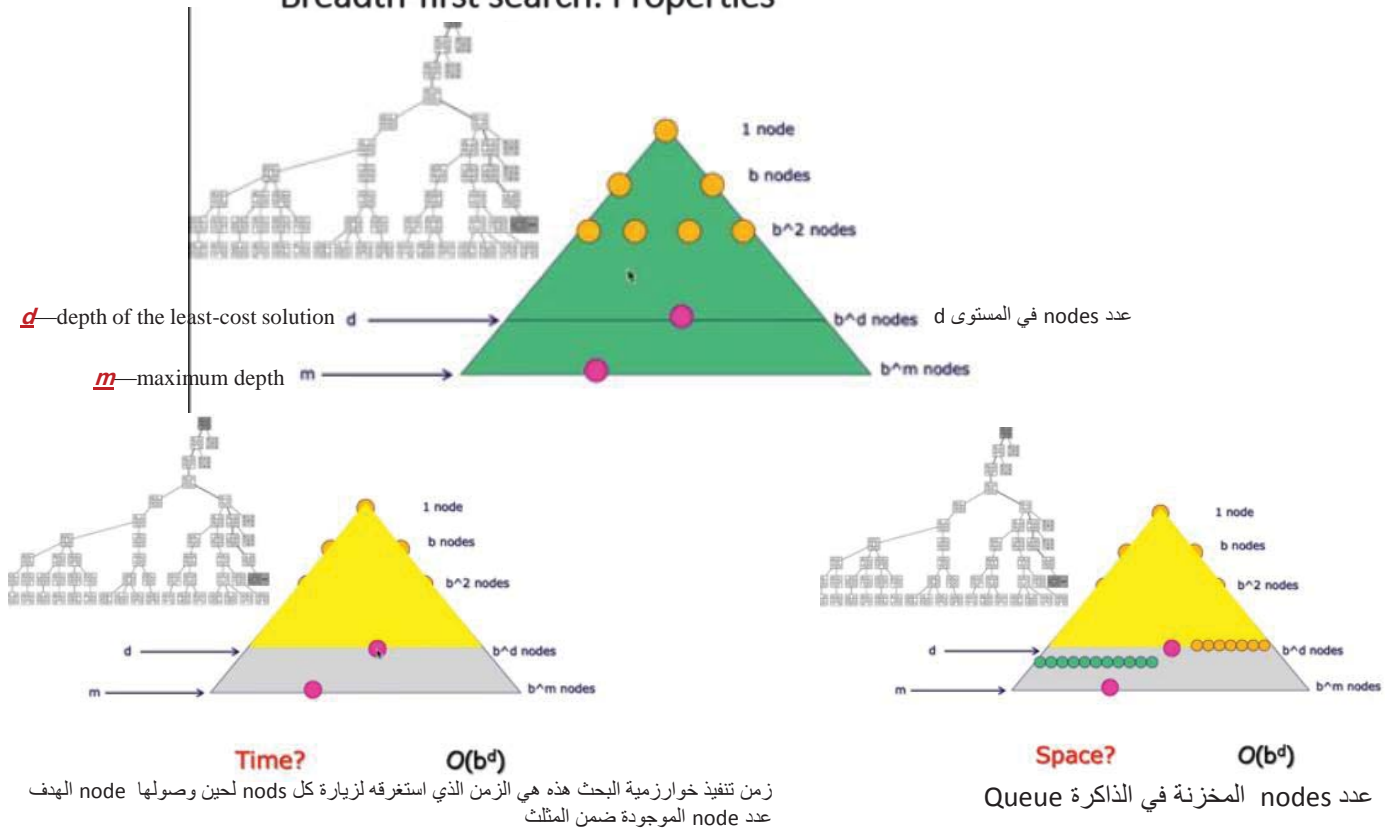 Breadth-first search: Properties
1 node
b nodes
b^2 nodes
d—depth of the least-cost solution d
b^d nodes
عدد nodes في المستوى d
m—maximum depth m
b^m nodes
1 node
b nodes
b^2 nodes
d
b^d nodes
m
b^m nodes
Time? O(bᵈ)
زمن تنفيذ خوارزمية البحث هذه هي الزمن الذي استغرقه لزيارة كل nods لحين وصولها node الهدف
عدد node الموجودة ضمن المثلث
1 node
b nodes
b^2 nodes
d
b^d nodes
m
b^m nodes
Space? O(bᵈ)
عدد nodes المخزنة في الذاكرة Queue